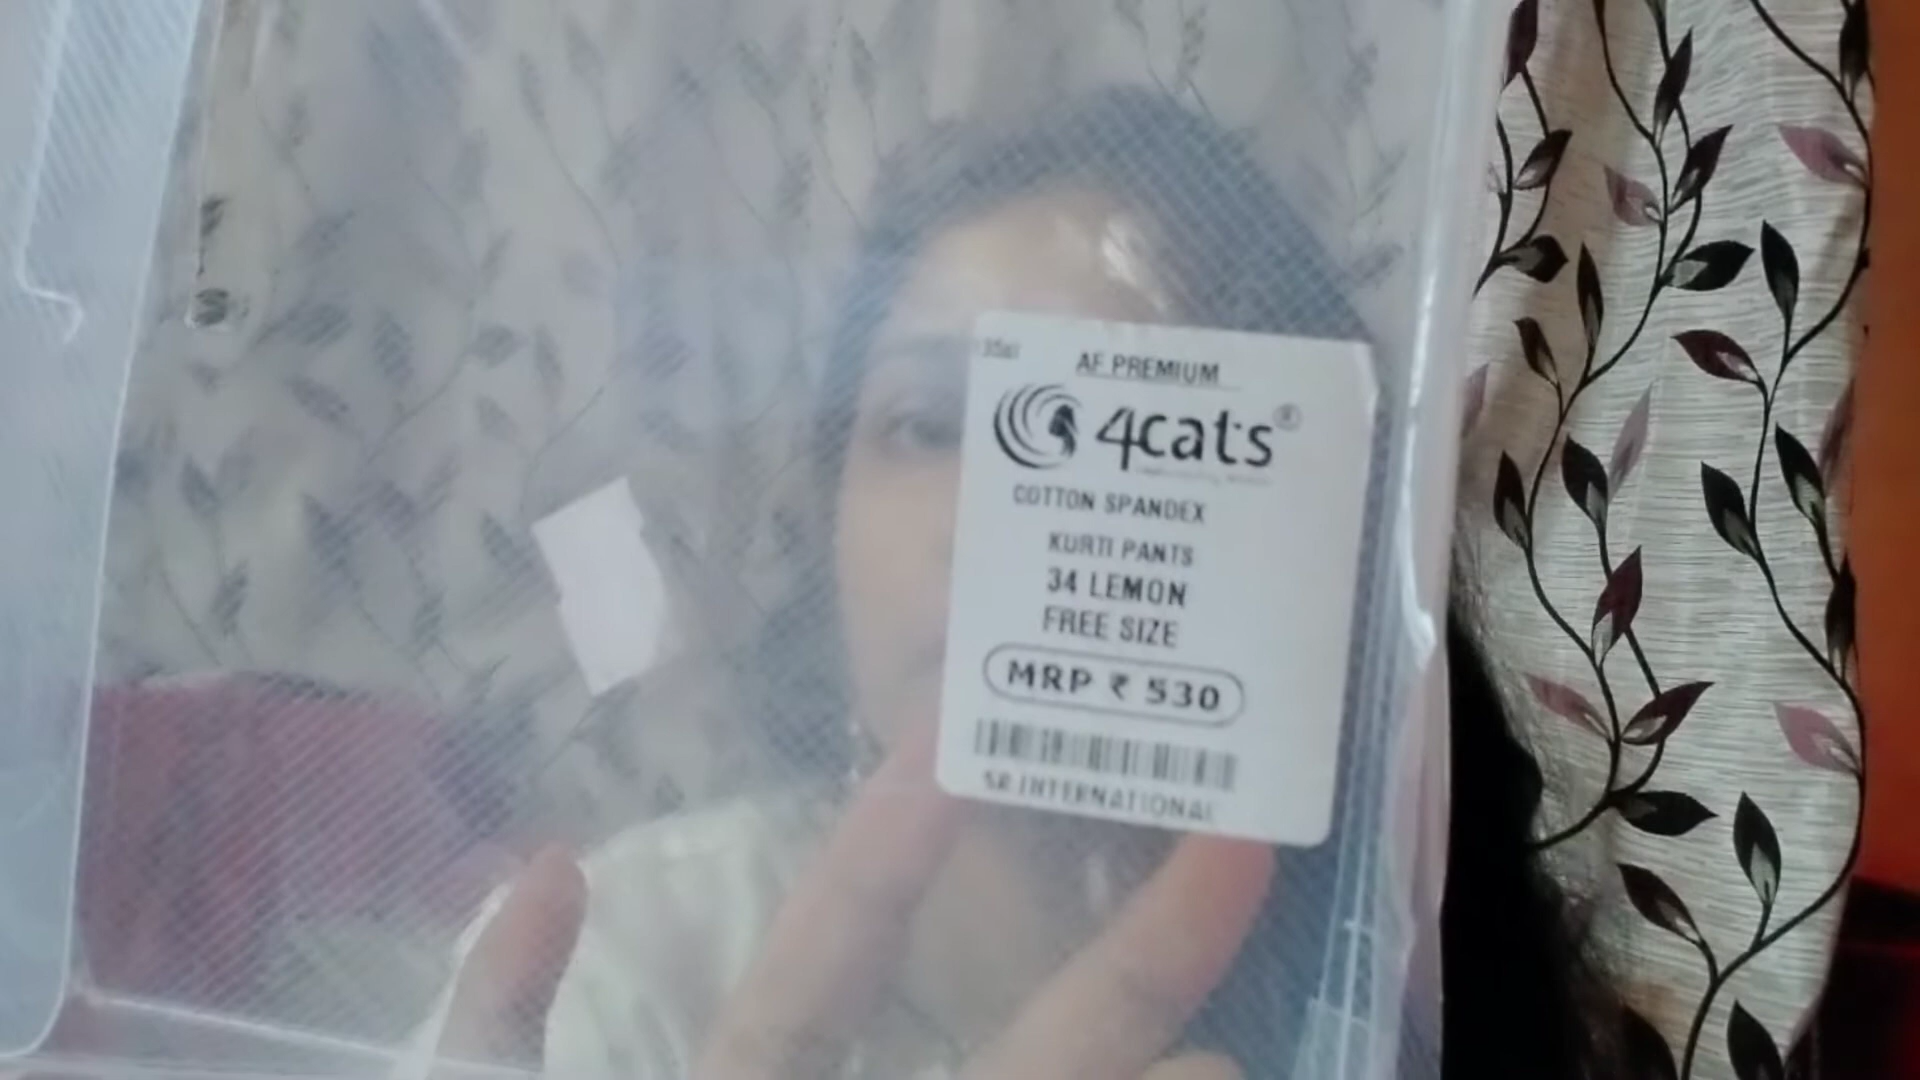 AF PREMIUM
4cats®
COTTON SPANDEX
KURTI PANTS
34 LEMON
FREE SIZE
MRP ₹ 530
SR INTERNATIONAL